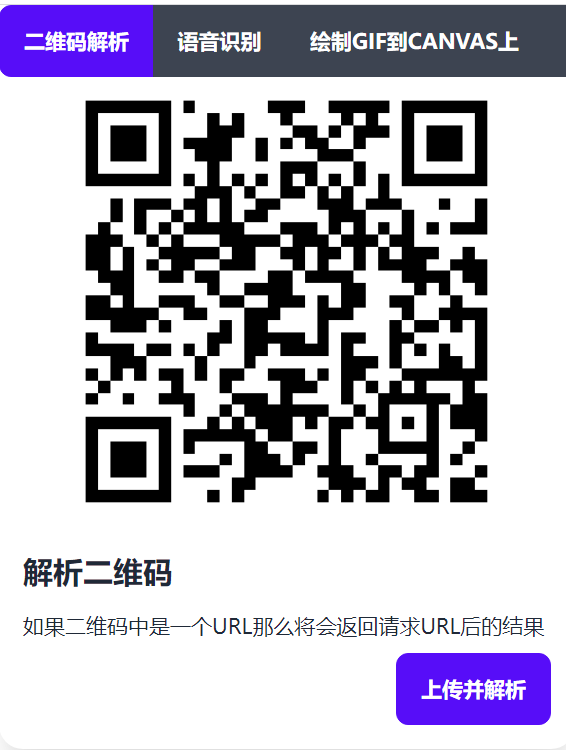 二维码解析 语音识别 绘制GIF到CANVAS上
解析二维码
如果二维码中是一个URL那么将会返回请求URL后的结果
上传并解析